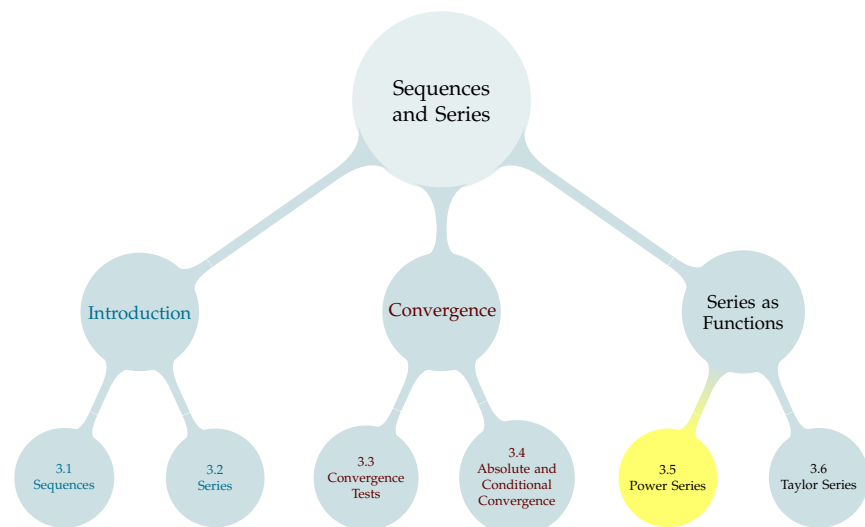 Sequences
and Series
Introduction
Convergence
Series as
Functions
3.1
Sequences
3.2
Series
3.3
Convergence
Tests
3.4
Absolute and
Conditional
Convergence
3.5
Power Series
3.6
Taylor Series